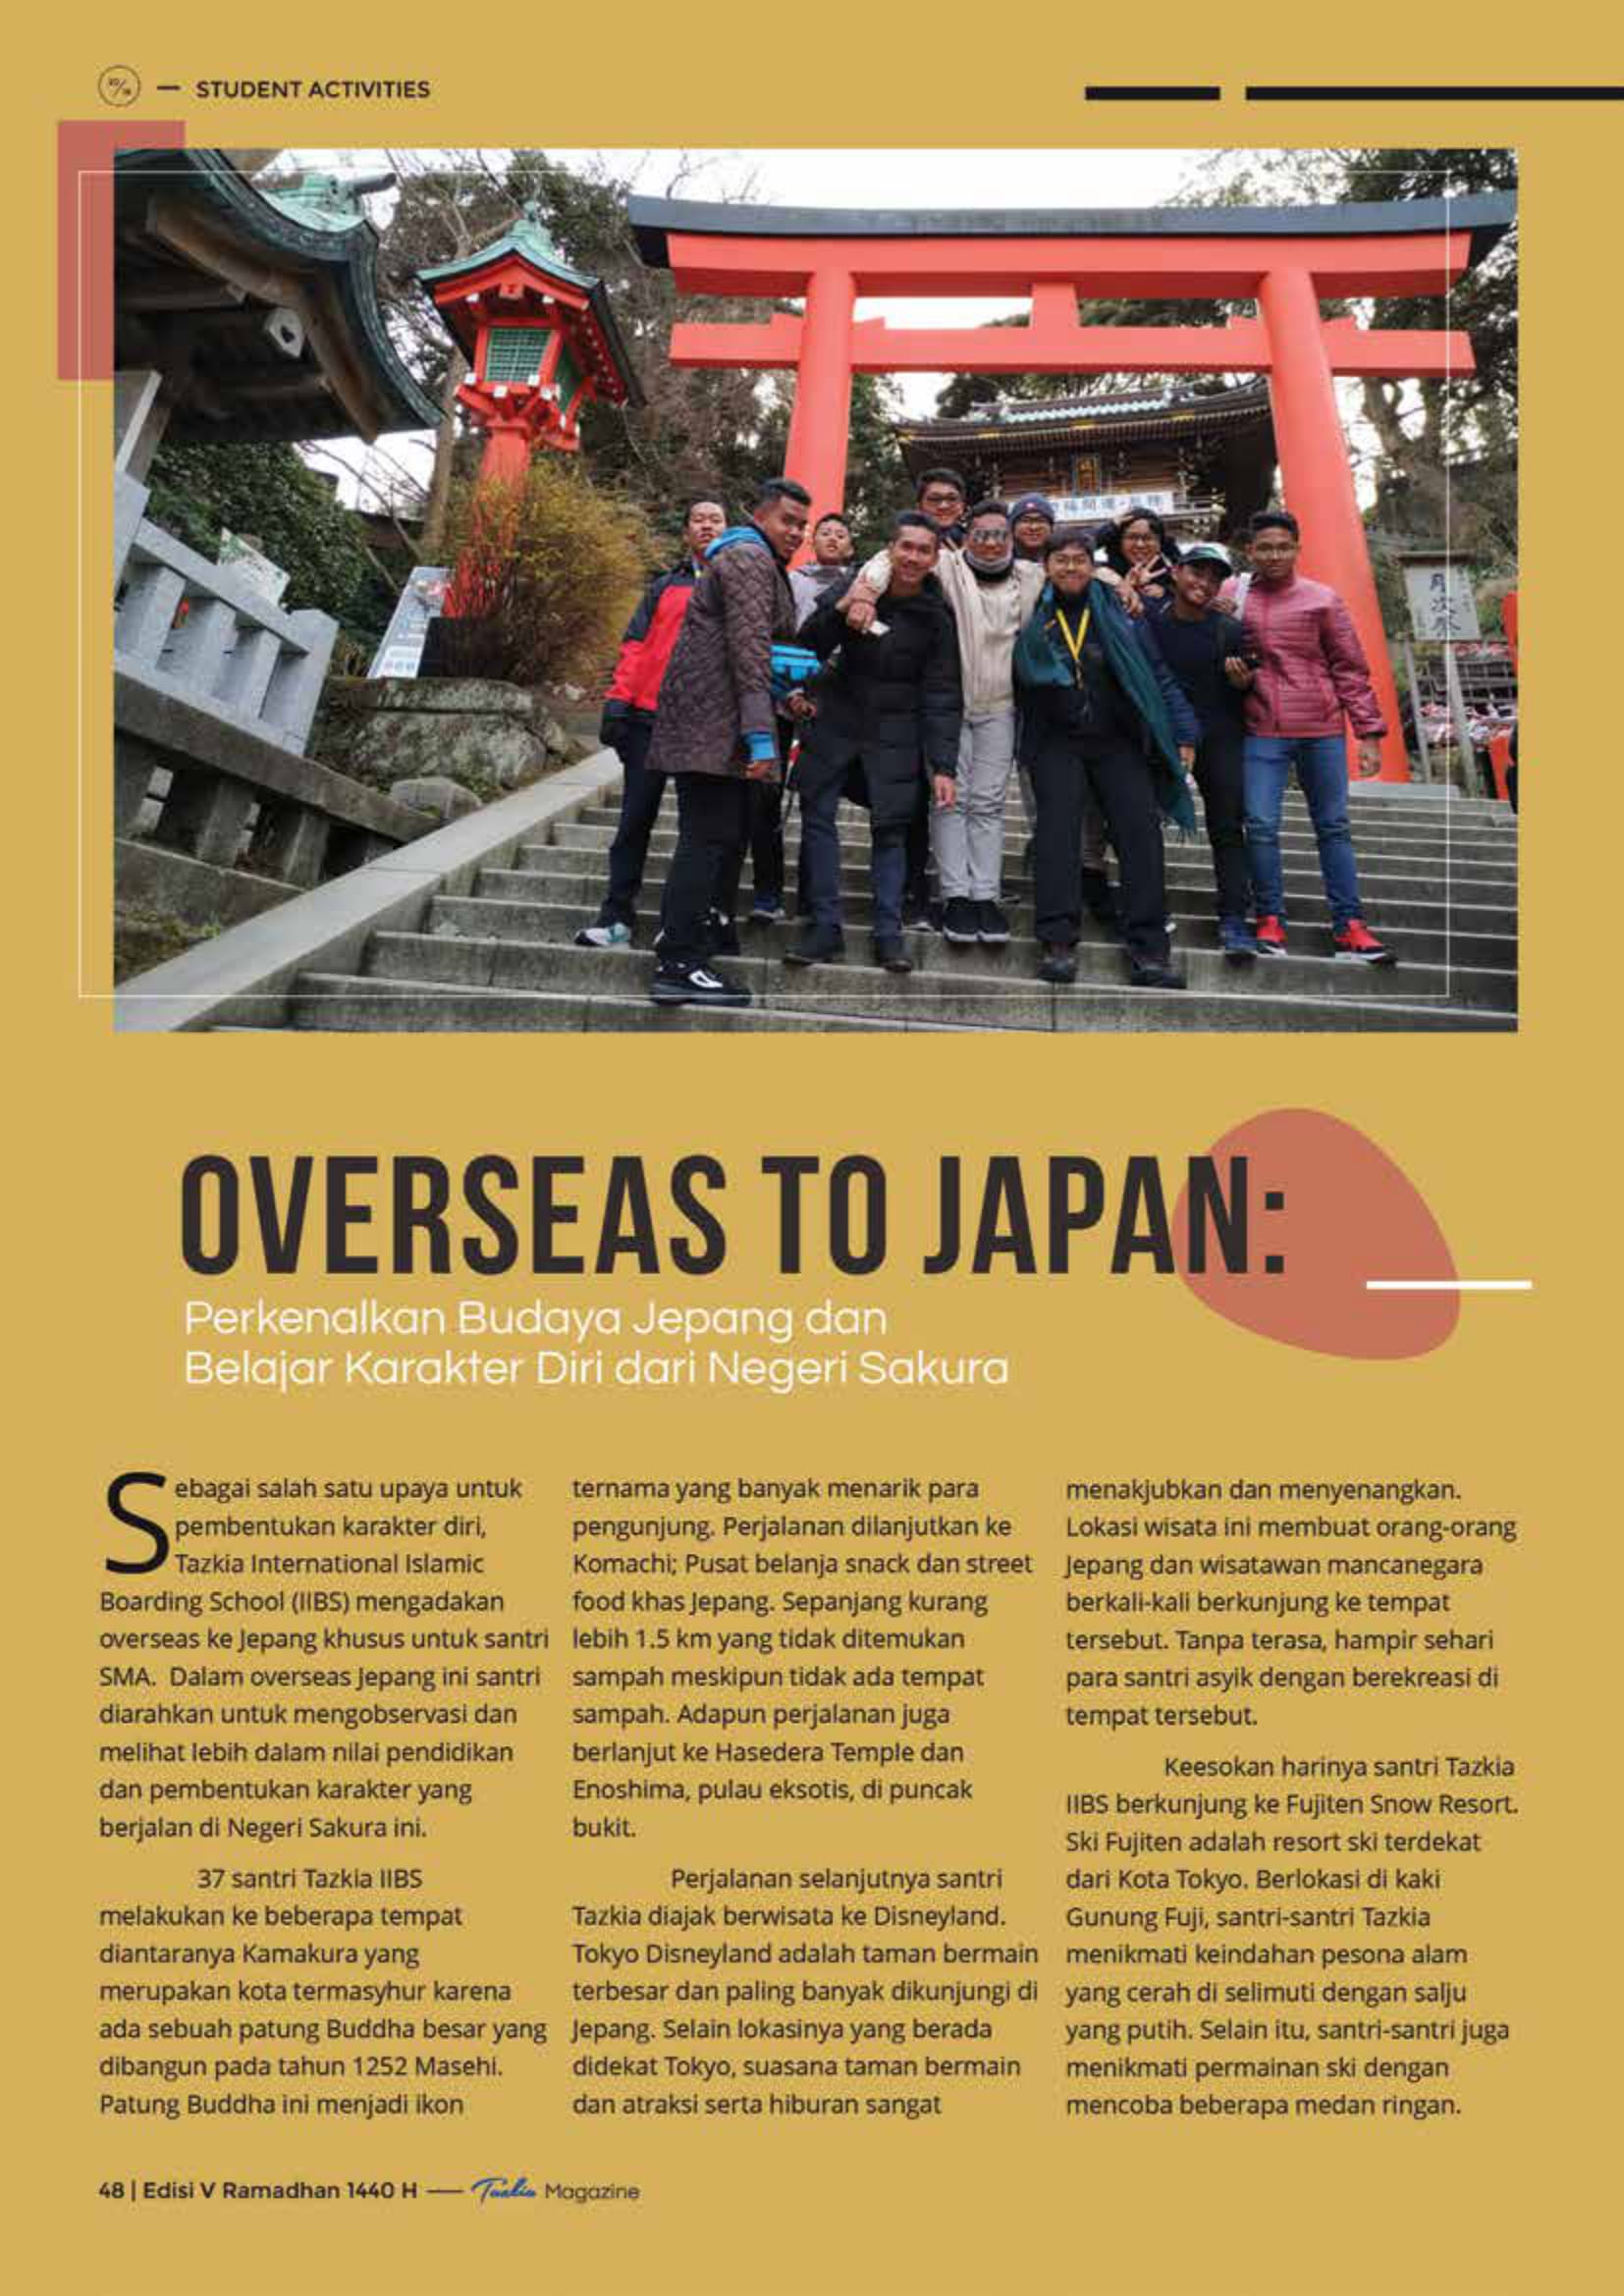 STUDENT ACTIVITIES
月次祭
OVERSEAS TO JAPAN:
Perkenalkan Budaya Jepang dan
Belajar Karakter Diri dari Negeri Sakura
Sebagai salah satu upaya untuk
pembentukan karakter diri,
Tazkia International Islamic
Boarding School (IIBS) mengadakan
overseas ke Jepang khusus untuk santri
SMA. Dalam overseas Jepang ini santri
diarahkan untuk mengobservasi dan
melihat lebih dalam nilai pendidikan
dan pembentukan karakter yang
berjalan di Negeri Sakura ini.
37 santri Tazkia IIBS
melakukan ke beberapa tempat
diantaranya Kamakura yang
merupakan kota termasyhur karena
ada sebuah patung Buddha besar yang
dibangun pada tahun 1252 Masehi.
Patung Buddha ini menjadi ikon
ternama yang banyak menarik para
pengunjung. Perjalanan dilanjutkan ke
Komachi; Pusat belanja snack dan street
food khas Jepang. Sepanjang kurang
lebih 1.5 km yang tidak ditemukan
sampah meskipun tidak ada tempat
sampah. Adapun perjalanan juga
berlanjut ke Hasedera Temple dan
Enoshima, pulau eksotis, di puncak
bukit.
Perjalanan selanjutnya santri
Tazkia diajak berwisata ke Disneyland.
Tokyo Disneyland adalah taman bermain
terbesar dan paling banyak dikunjungi di
Jepang. Selain lokasinya yang berada
didekat Tokyo, suasana taman bermain
dan atraksi serta hiburan sangat
menakjubkan dan menyenangkan.
Lokasi wisata ini membuat orang-orang
Jepang dan wisatawan mancanegara
berkali-kali berkunjung ke tempat
tersebut. Tanpa terasa, hampir sehari
para santri asyik dengan berekreasi di
tempat tersebut.
Keesokan harinya santri Tazkia
IIBS berkunjung ke Fujiten Snow Resort.
Ski Fujiten adalah resort ski terdekat
dari Kota Tokyo. Berlokasi di kaki
Gunung Fuji, santri-santri Tazkia
menikmati keindahan pesona alam
yang cerah di selimuti dengan salju
yang putih. Selain itu, santri-santri juga
menikmati permainan ski dengan
mencoba beberapa medan ringan.
48 | Edisi V Ramadhan 1440 H — Tazkia Magazine